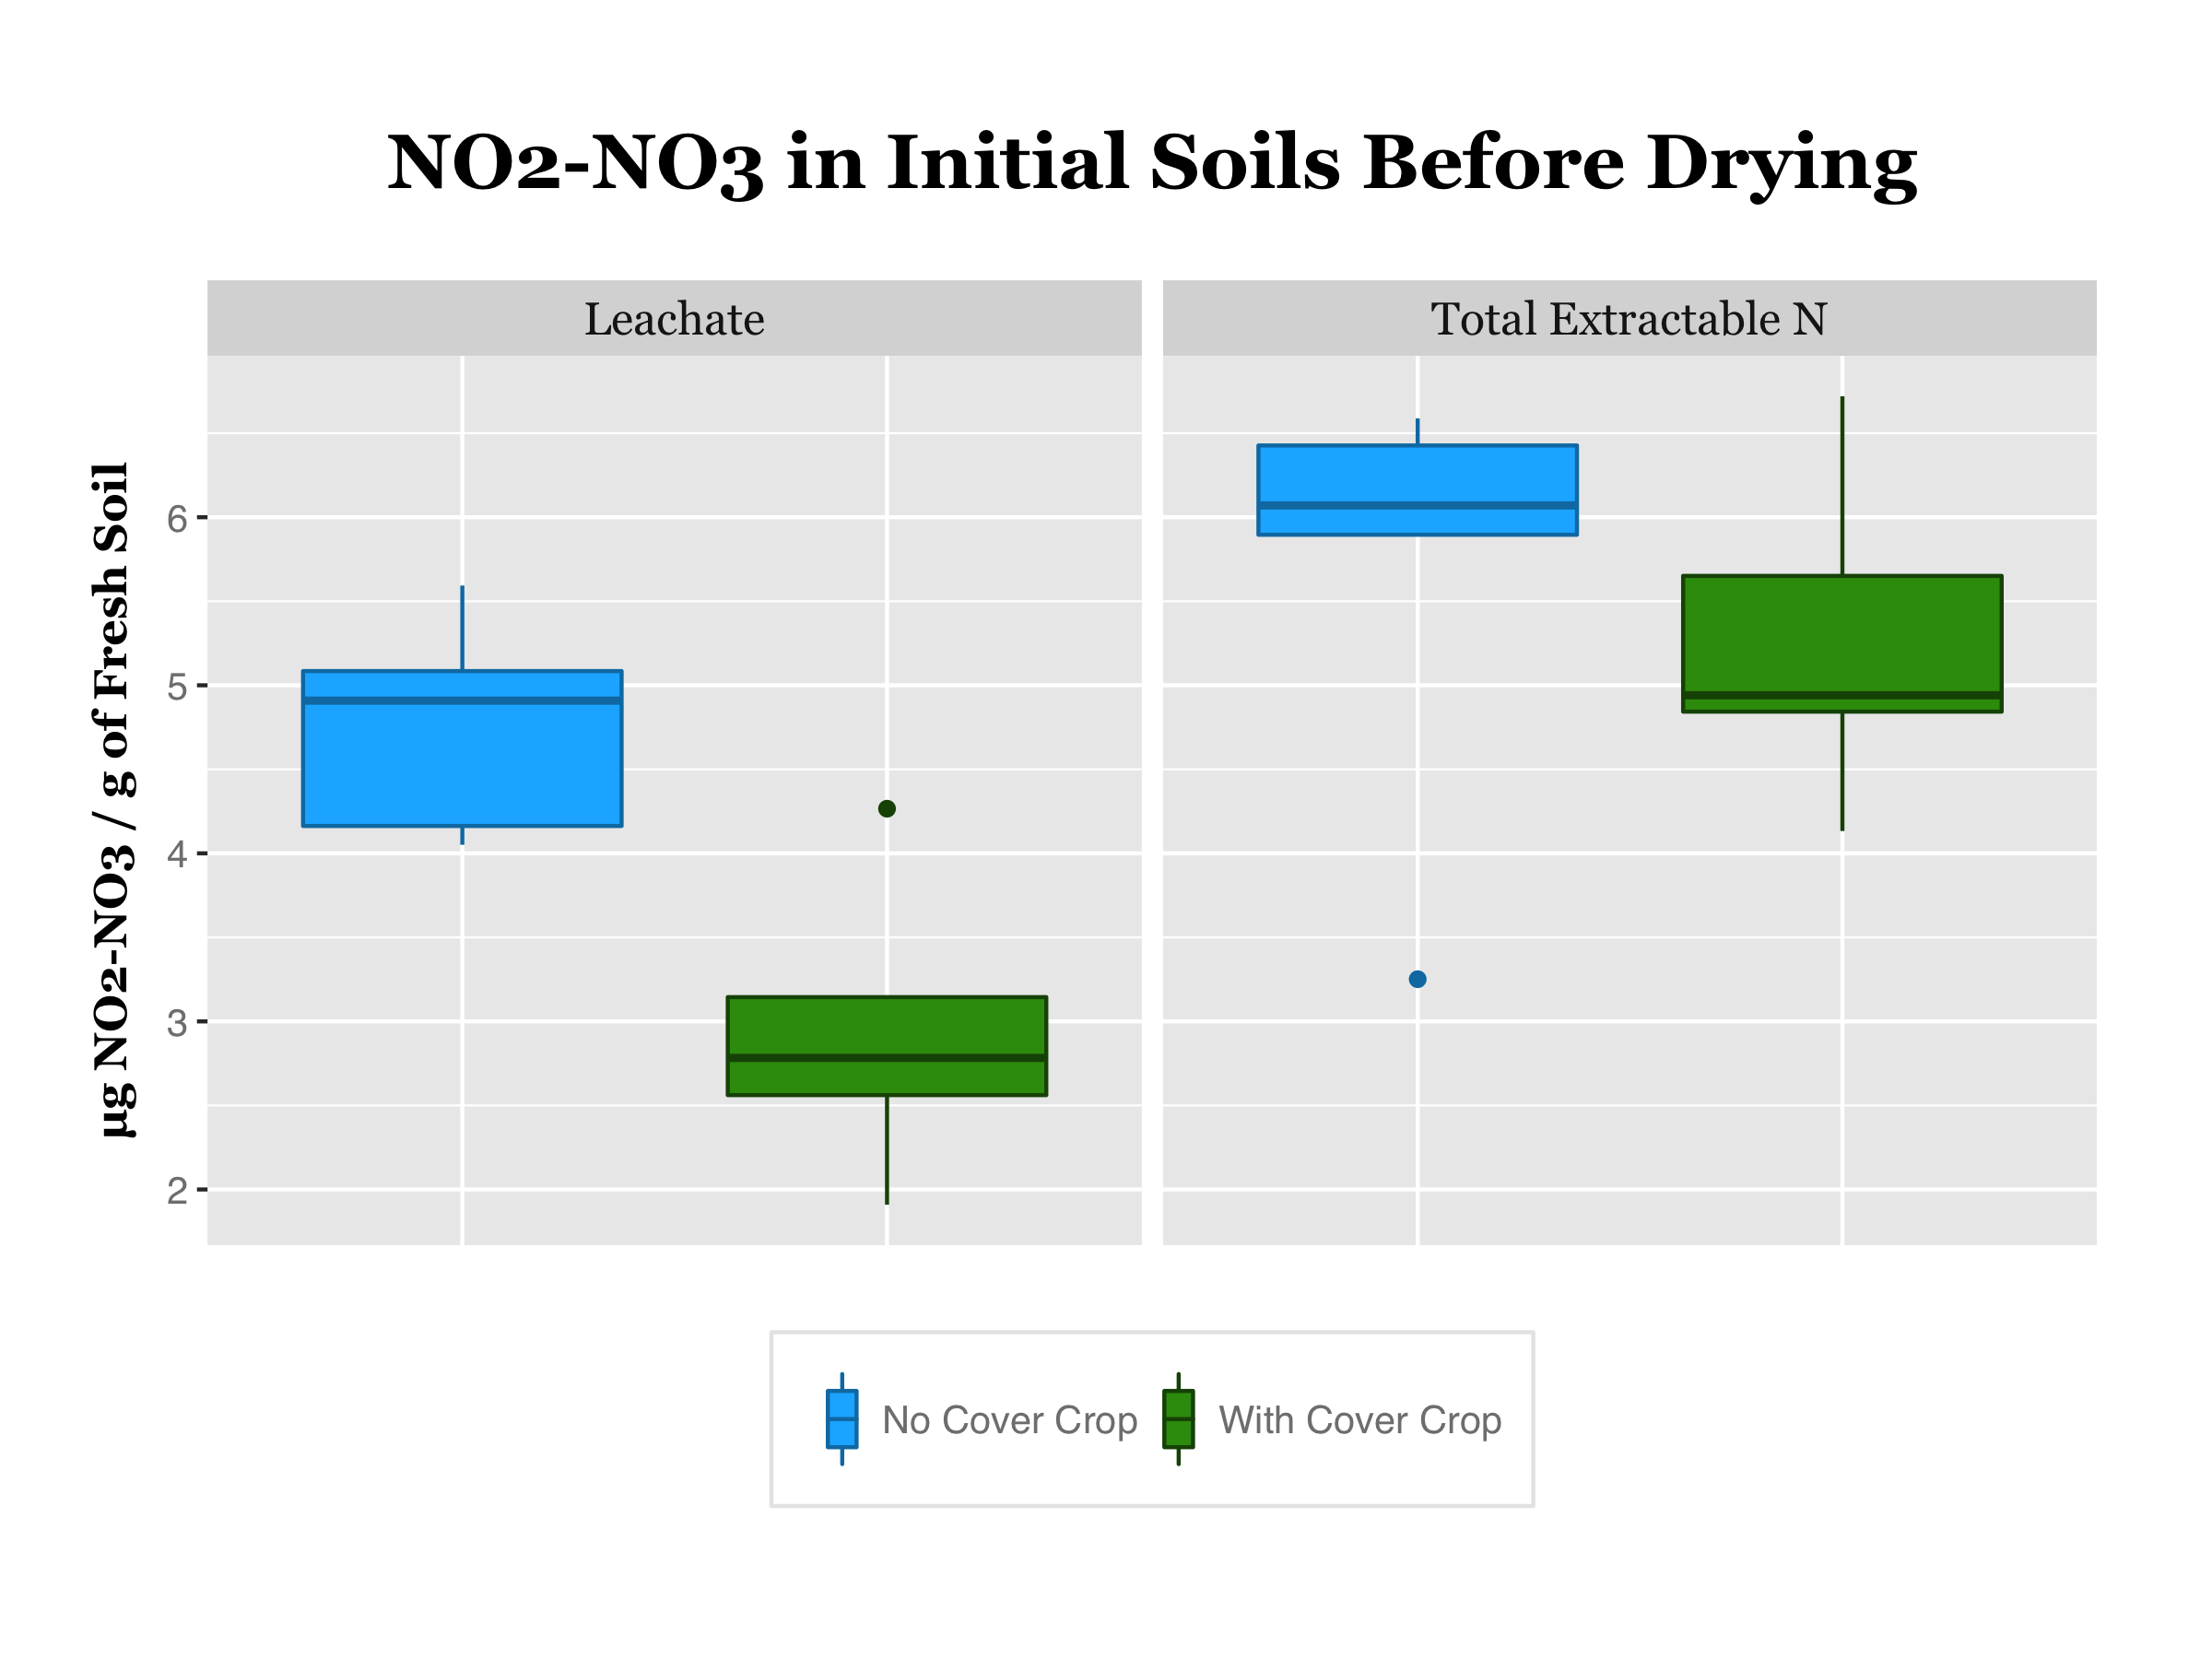 NO2-NO3 in Initial Soils Before Drying
Leachate
Total Extractable N
µg NO2-NO3 / g of Fresh Soil
6
5
4
3
2
No Cover Crop
With Cover Crop